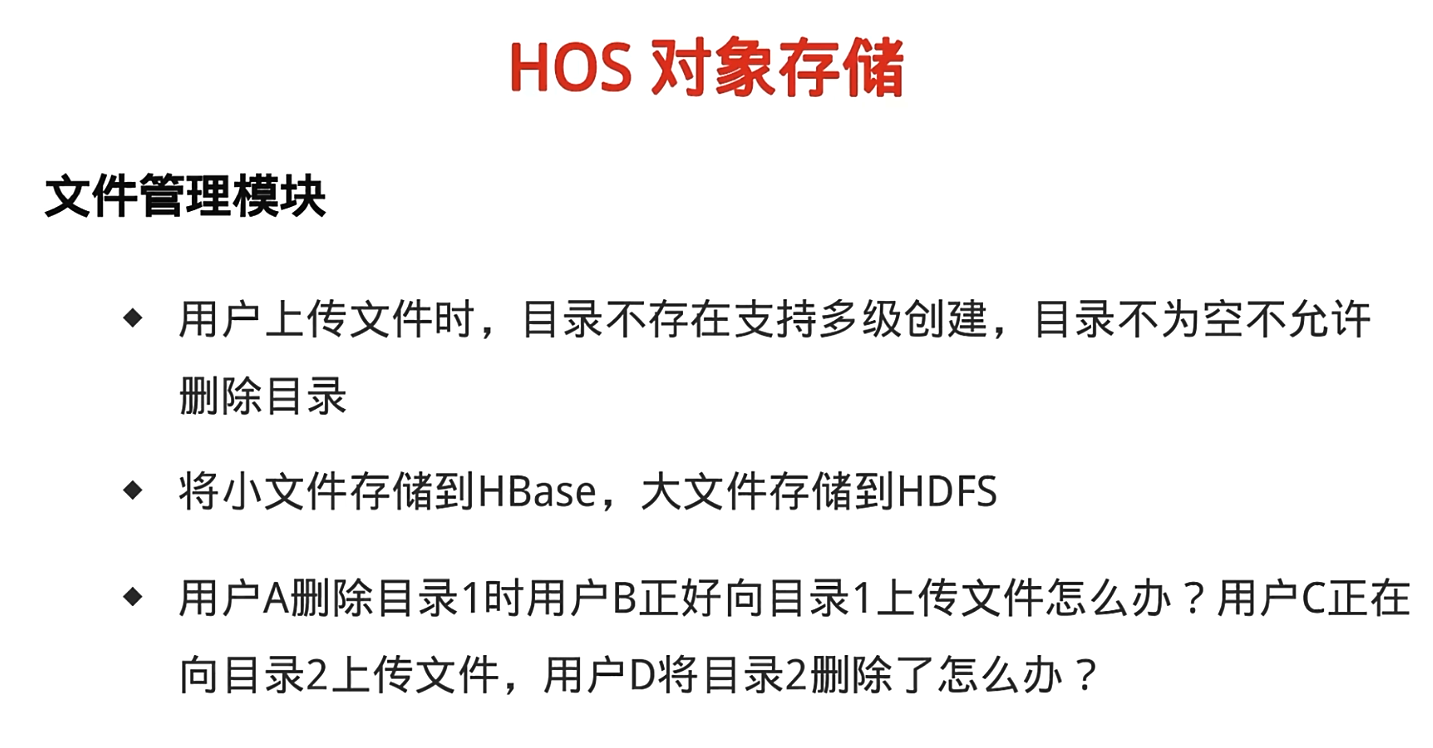 HOS 对象存储
文件管理模块
◆ 用户上传文件时，目录不存在支持多级创建，目录不为空不允许
删除目录
◆ 将小文件存储到HBase，大文件存储到HDFS
◆ 用户A删除目录1时用户B正好向目录1上传文件怎么办？用户C正在
向目录2上传文件，用户D将目录2删除了怎么办？